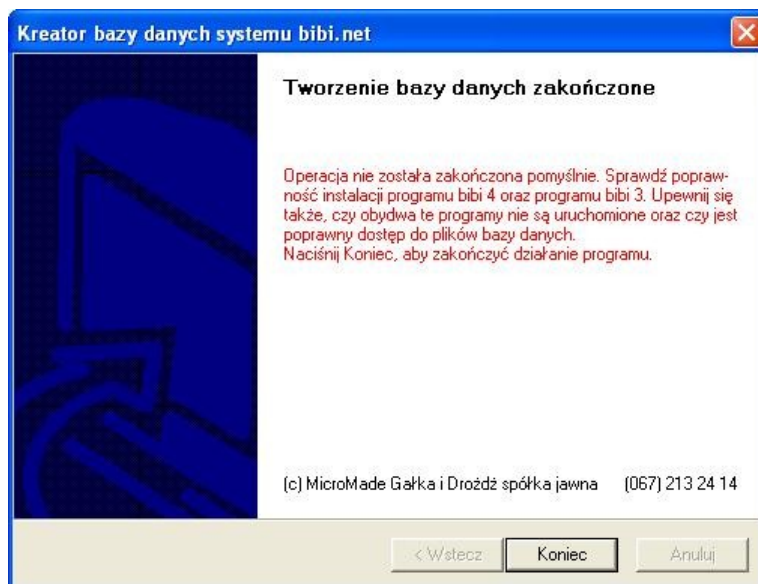 Kreator bazy danych systemu bibi.net
Tworzenie bazy danych zakończone
Operacja nie została zakończona pomyślnie. Sprawdź popraw-
ność instalacji programu bibi 4 oraz programu bibi 3. Upewnij się
także, czy obydwa te programy nie są uruchomione oraz czy jest
poprawny dostęp do plików bazy danych.
Naciśnij Koniec, aby zakończyć działanie programu.
(c) MicroMade Gałka i Drożdż spółka jawna (067) 213 24 14
< Wstecz Koniec Anuluj